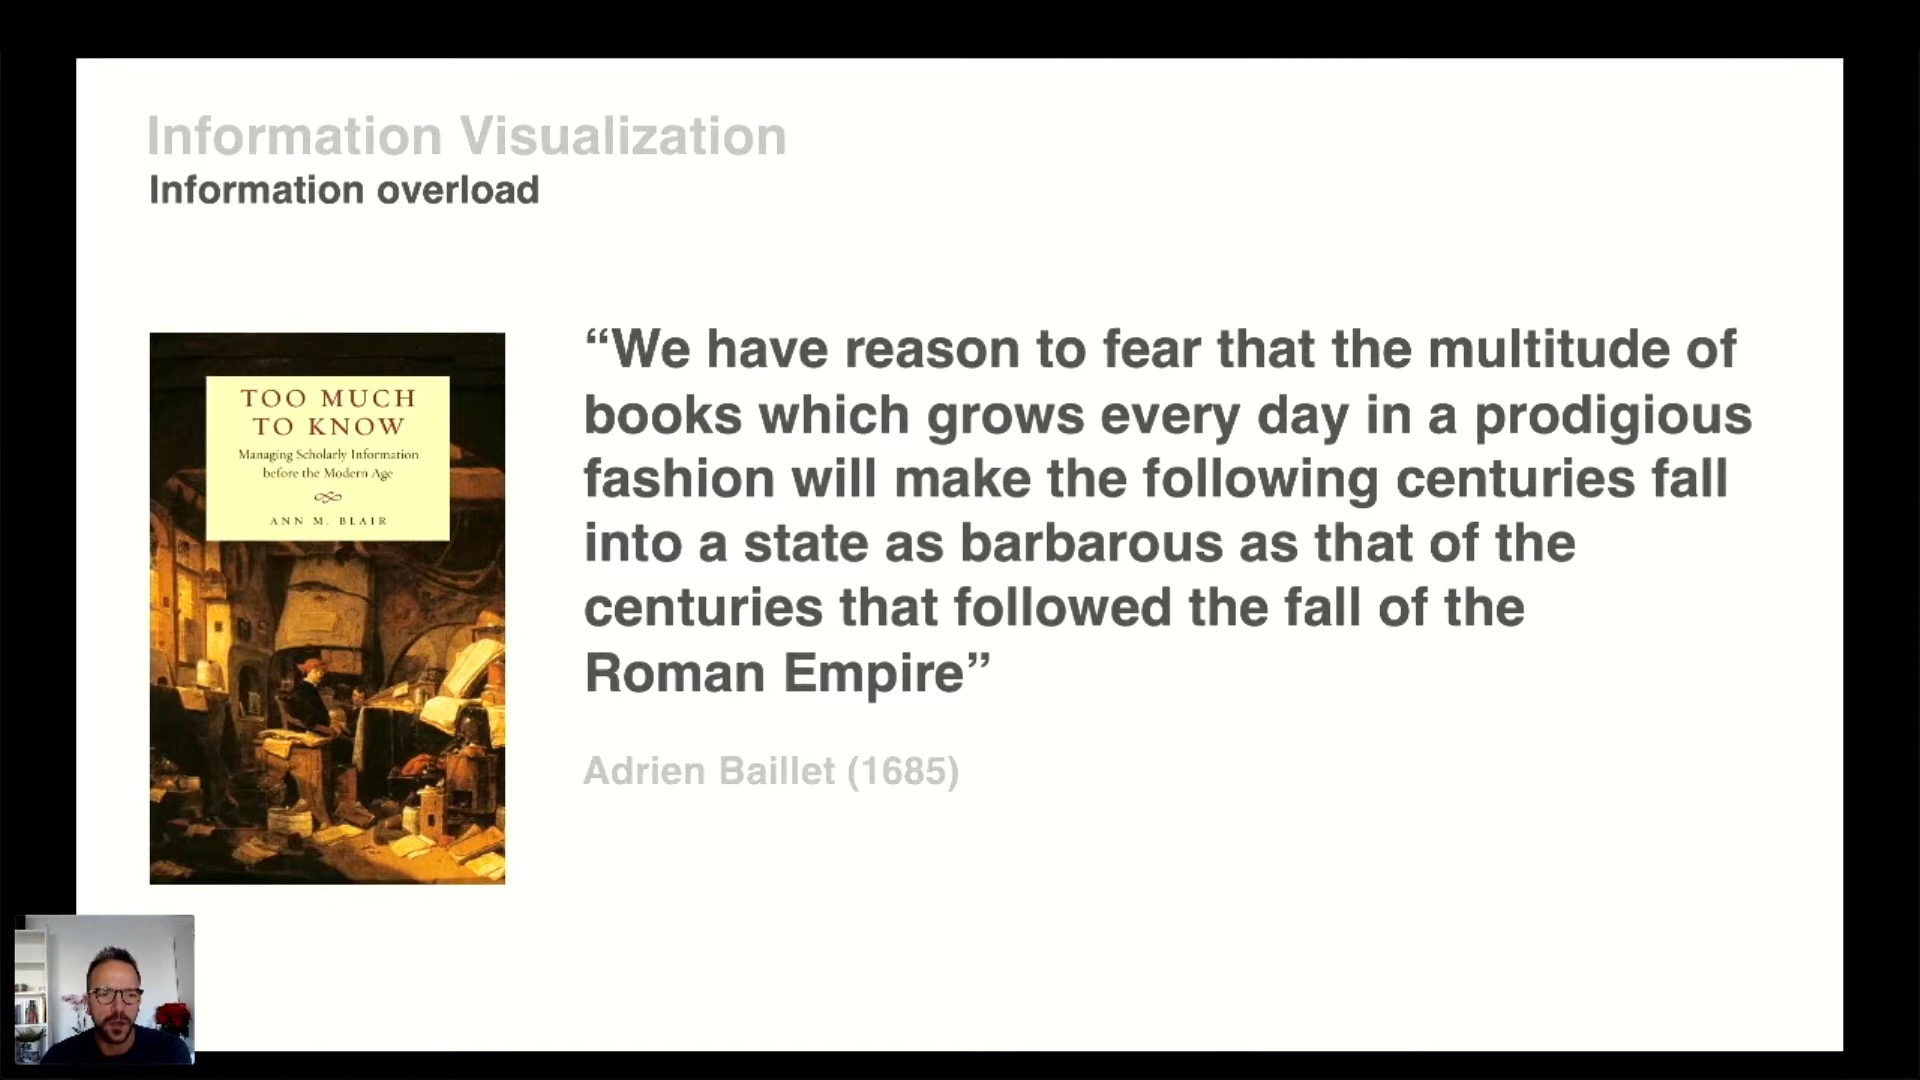 Information Visualization
Information overload
TOO MUCH
TO KNOW
Managing Scholarly Information
before the Modern Age
ANN M. BLAIR
“We have reason to fear that the multitude of
books which grows every day in a prodigious
fashion will make the following centuries fall
into a state as barbarous as that of the
centuries that followed the fall of the
Roman Empire”
Adrien Baillet (1685)